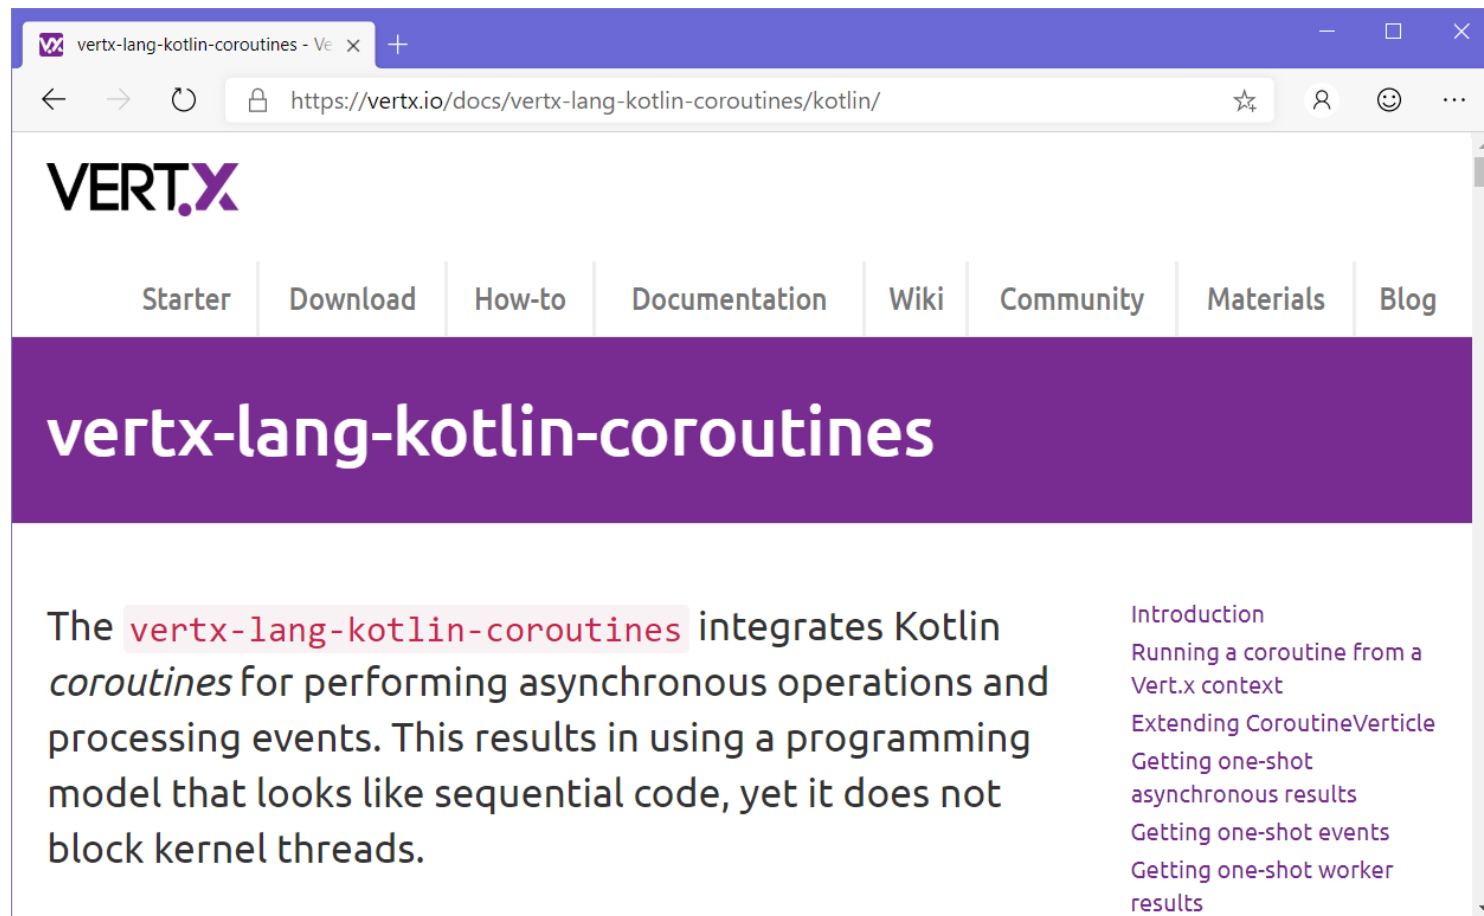 vertx-lang-kotlin-coroutines - Ve
https://vertx.io/docs/vertx-lang-kotlin-coroutines/kotlin/
VERT.X
Starter Download How-to Documentation Wiki Community Materials Blog
vertx-lang-kotlin-coroutines
The vertx-lang-kotlin-coroutines integrates Kotlin
coroutines for performing asynchronous operations and
processing events. This results in using a programming
model that looks like sequential code, yet it does not
block kernel threads.
Introduction
Running a coroutine from a
Vert.x context
Extending CoroutineVerticle
Getting one-shot
asynchronous results
Getting one-shot events
Getting one-shot worker
results